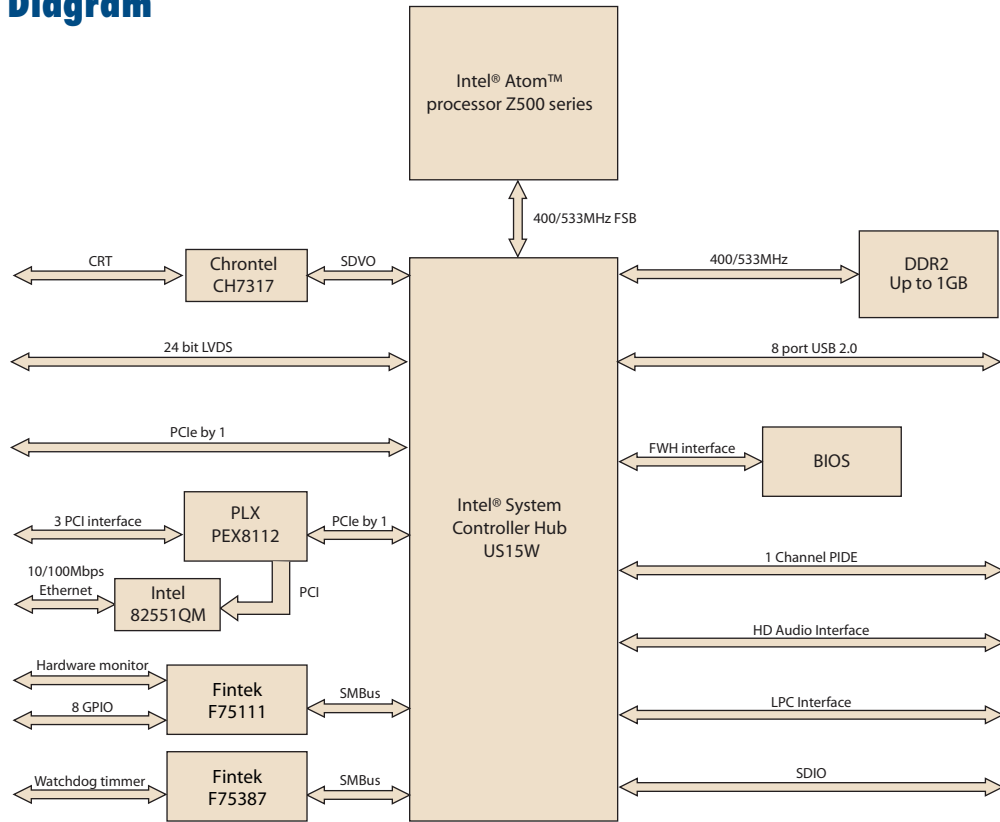 Diagram
Intel® Atom™
processor Z500 series
400/533MHz FSB
CRT
Chrontel
CH7317
SDVO
400/533MHz
DDR2
Up to 1GB
24 bit LVDS
8 port USB 2.0
PCIe by 1
FWH interface
BIOS
3 PCI interface
PLX
PEX8112
PCIe by 1
Intel® System
Controller Hub
US15W
10/100Mbps
Ethernet
Intel
82551QM
PCI
1 Channel PIDE
HD Audio Interface
Hardware monitor
8 GPIO
Fintek
F75111
SMBus
LPC Interface
Watchdog timmer
Fintek
F75387
SMBus
SDIO